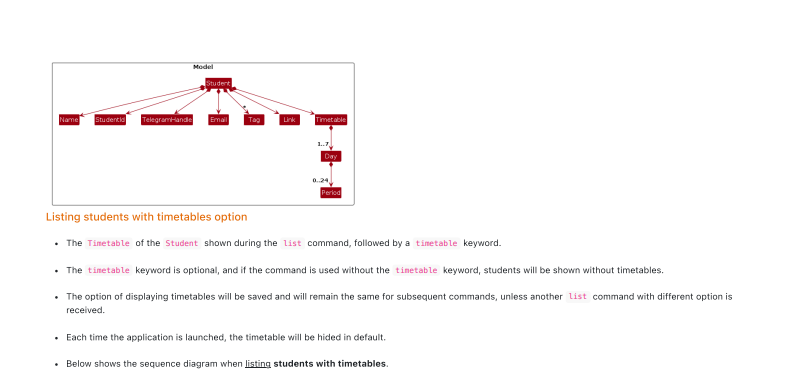 Model
Student
*
Name StudentId TelegramHandle Email Tag Link Timetable
1..7
Day
0..24
Period
Listing students with timetables option
• The Timetable of the Student shown during the list command, followed by a timetable keyword.
• The timetable keyword is optional, and if the command is used without the timetable keyword, students will be shown without timetables.
• The option of displaying timetables will be saved and will remain the same for subsequent commands, unless another list command with different option is
received.
• Each time the application is launched, the timetable will be hided in default.
• Below shows the sequence diagram when listing students with timetables.